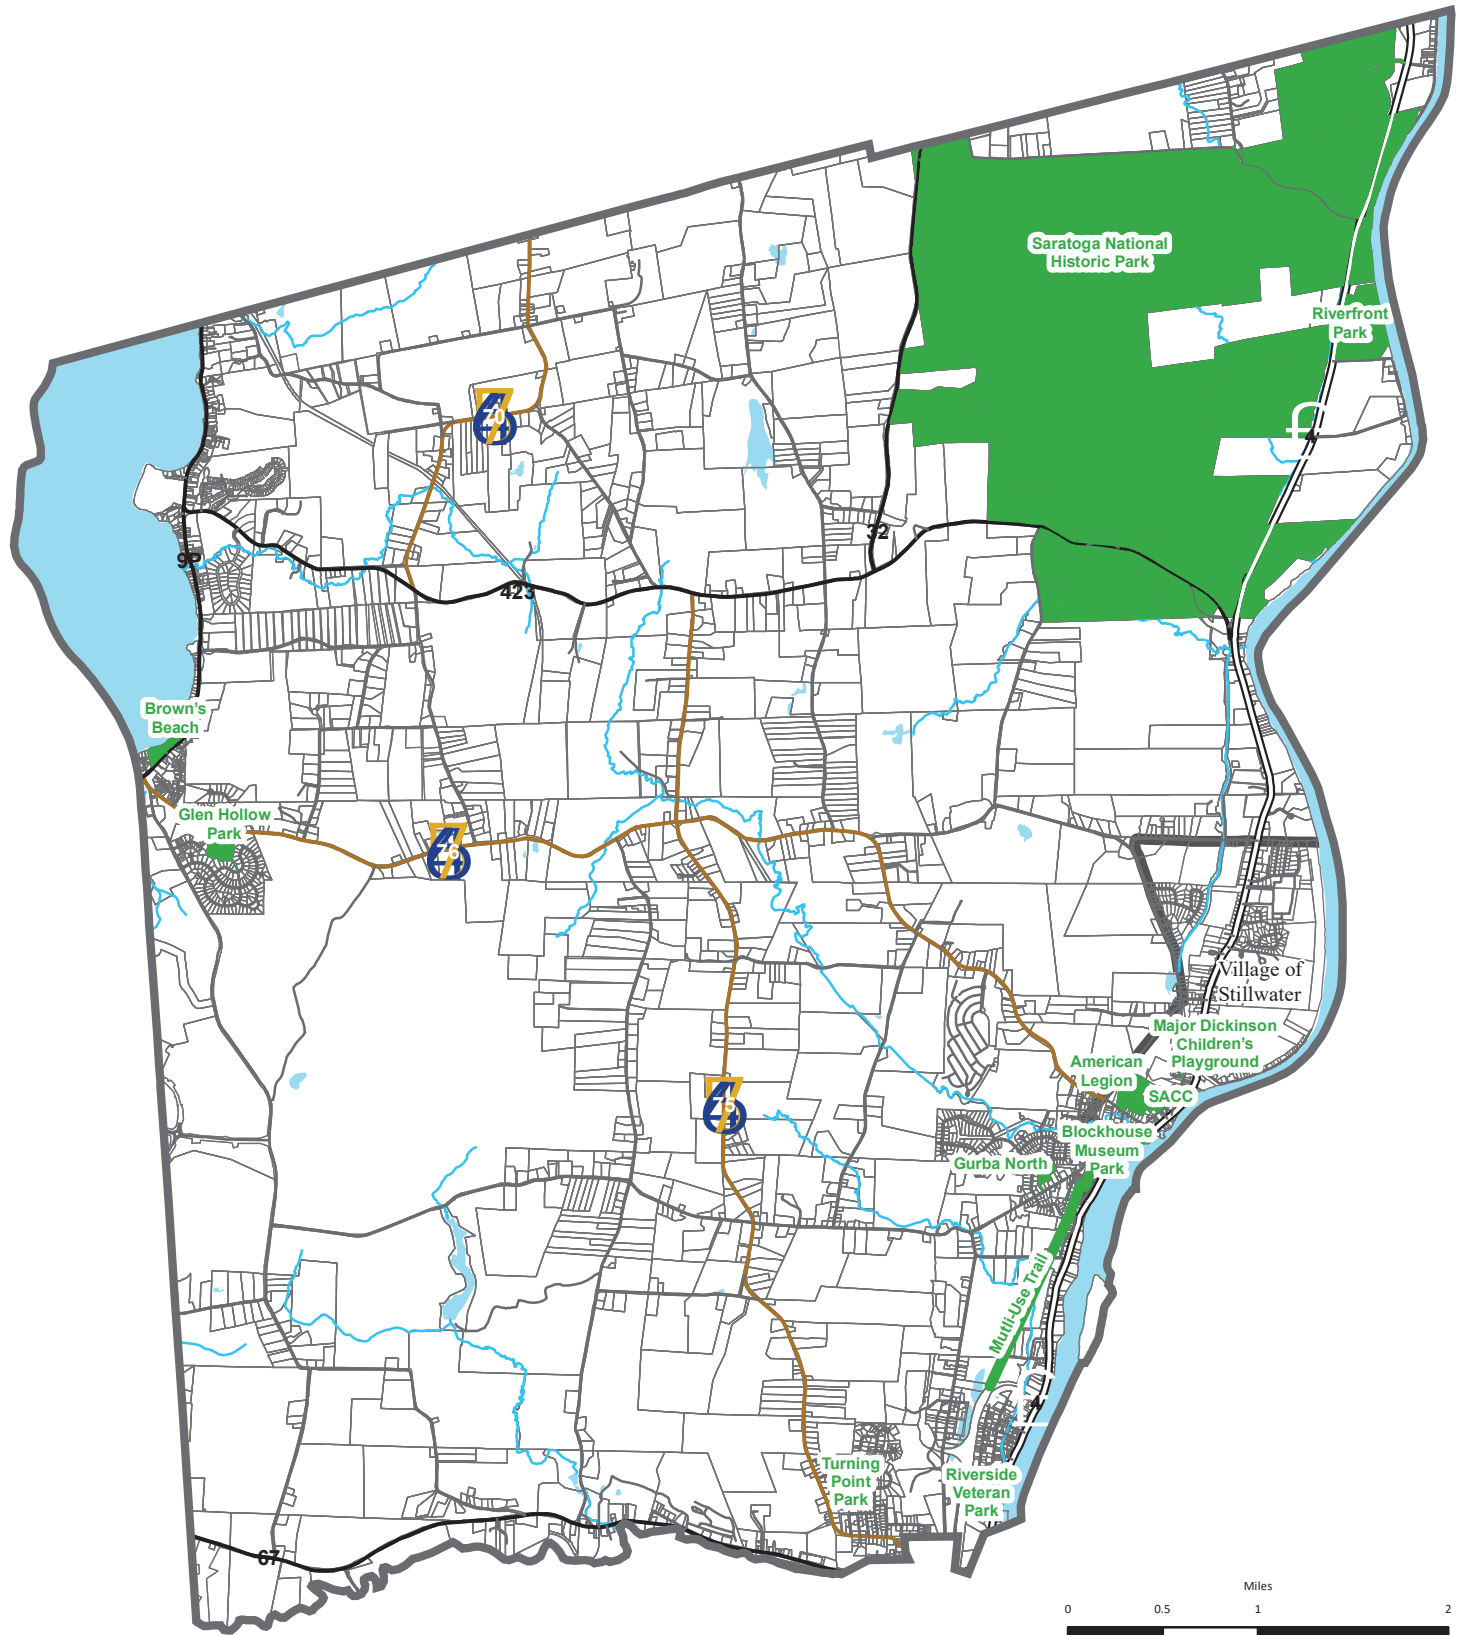 Saratoga National
Historic Park
Riverfront
Park
70
4
32
9P
423
Brown's
Beach
Glen Hollow
Park
76
Village of
Stillwater
Major Dickinson
Children's
Playground
American
Legion
SACC
75
Blockhouse
Museum
Park
Gurba North
Mutli-Use Trail
4
Turning
Point
Park
Riverside
Veteran
Park
67
Miles
0 0.5 1 2